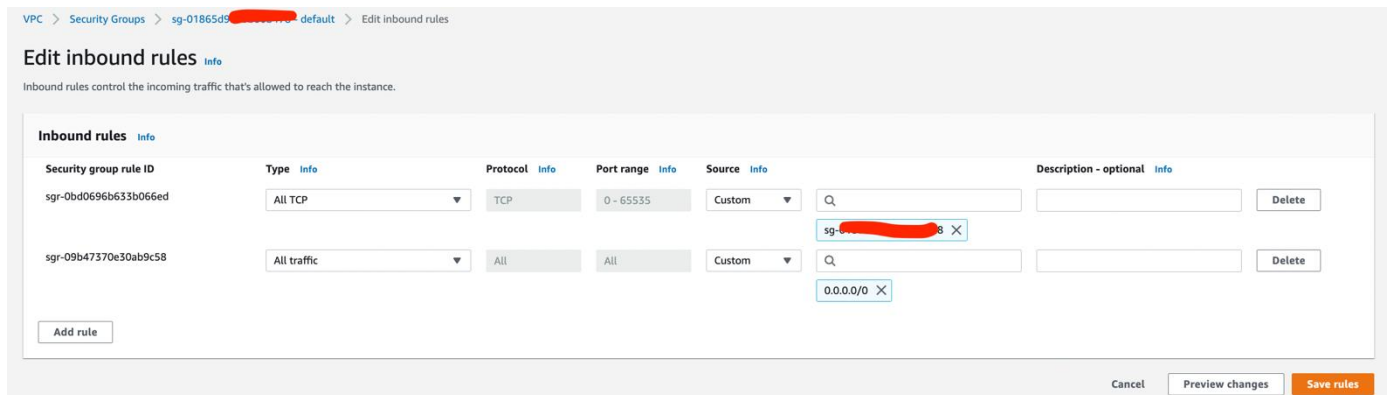 VPC > Security Groups > sg-01865d9 - default > Edit inbound rules
Edit inbound rules Info
Inbound rules control the incoming traffic that's allowed to reach the instance.
Inbound rules Info
Security group rule ID Type Info Protocol Info Port range Info Source Info Description - optional Info
sgr-0bd0696b633b066ed All TCP TCP 0 - 65535 Custom Delete
sg- 8
sgr-09b47370e30ab9c58 All traffic All All Custom Delete
0.0.0.0/0
Add rule
Cancel Preview changes Save rules